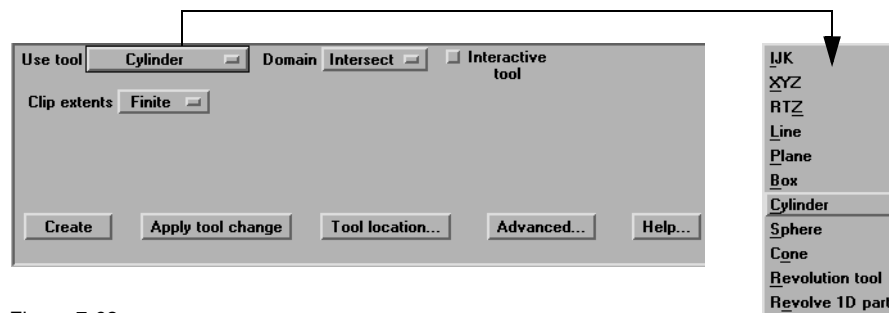 Use tool Cylinder Domain Intersect Interactive tool
Clip extents Finite
Create Apply tool change Tool location... Advanced... Help...
IJK
XYZ
RTZ
Line
Plane
Box
Cylinder
Sphere
Cone
Revolution tool
Revolve 1D part